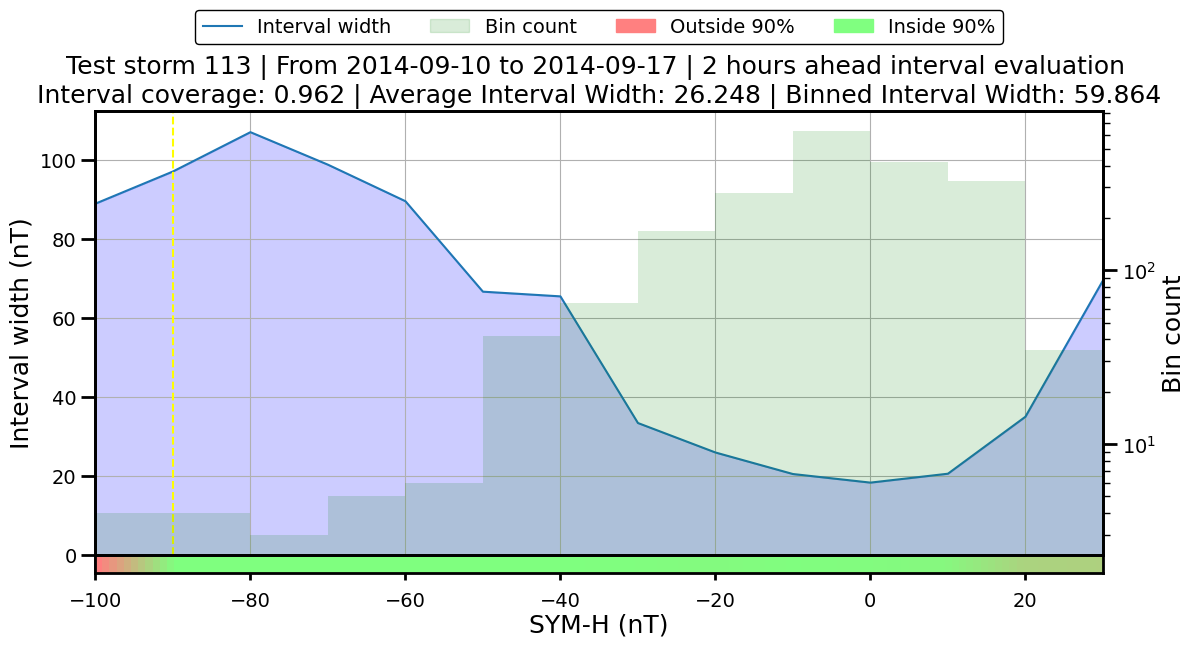 Interval width Bin count Outside 90% Inside 90%
Test storm 113 | From 2014-09-10 to 2014-09-17 | 2 hours ahead interval evaluation
Interval coverage: 0.962 | Average Interval Width: 26.248 | Binned Interval Width: 59.864
Interval width (nT)
100
80
60
40
20
0
Bin count
10²
10¹
−100 −80 −60 −40 −20 0 20
SYM-H (nT)